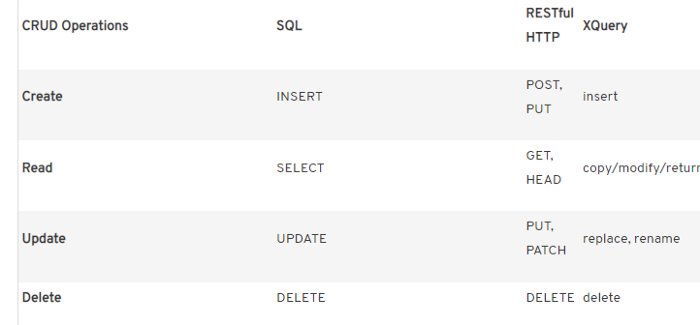 CRUD Operations SQL RESTful HTTP XQuery
Create INSERT POST, PUT insert
Read SELECT GET, HEAD copy/modify/return
Update UPDATE PUT, PATCH replace, rename
Delete DELETE DELETE delete